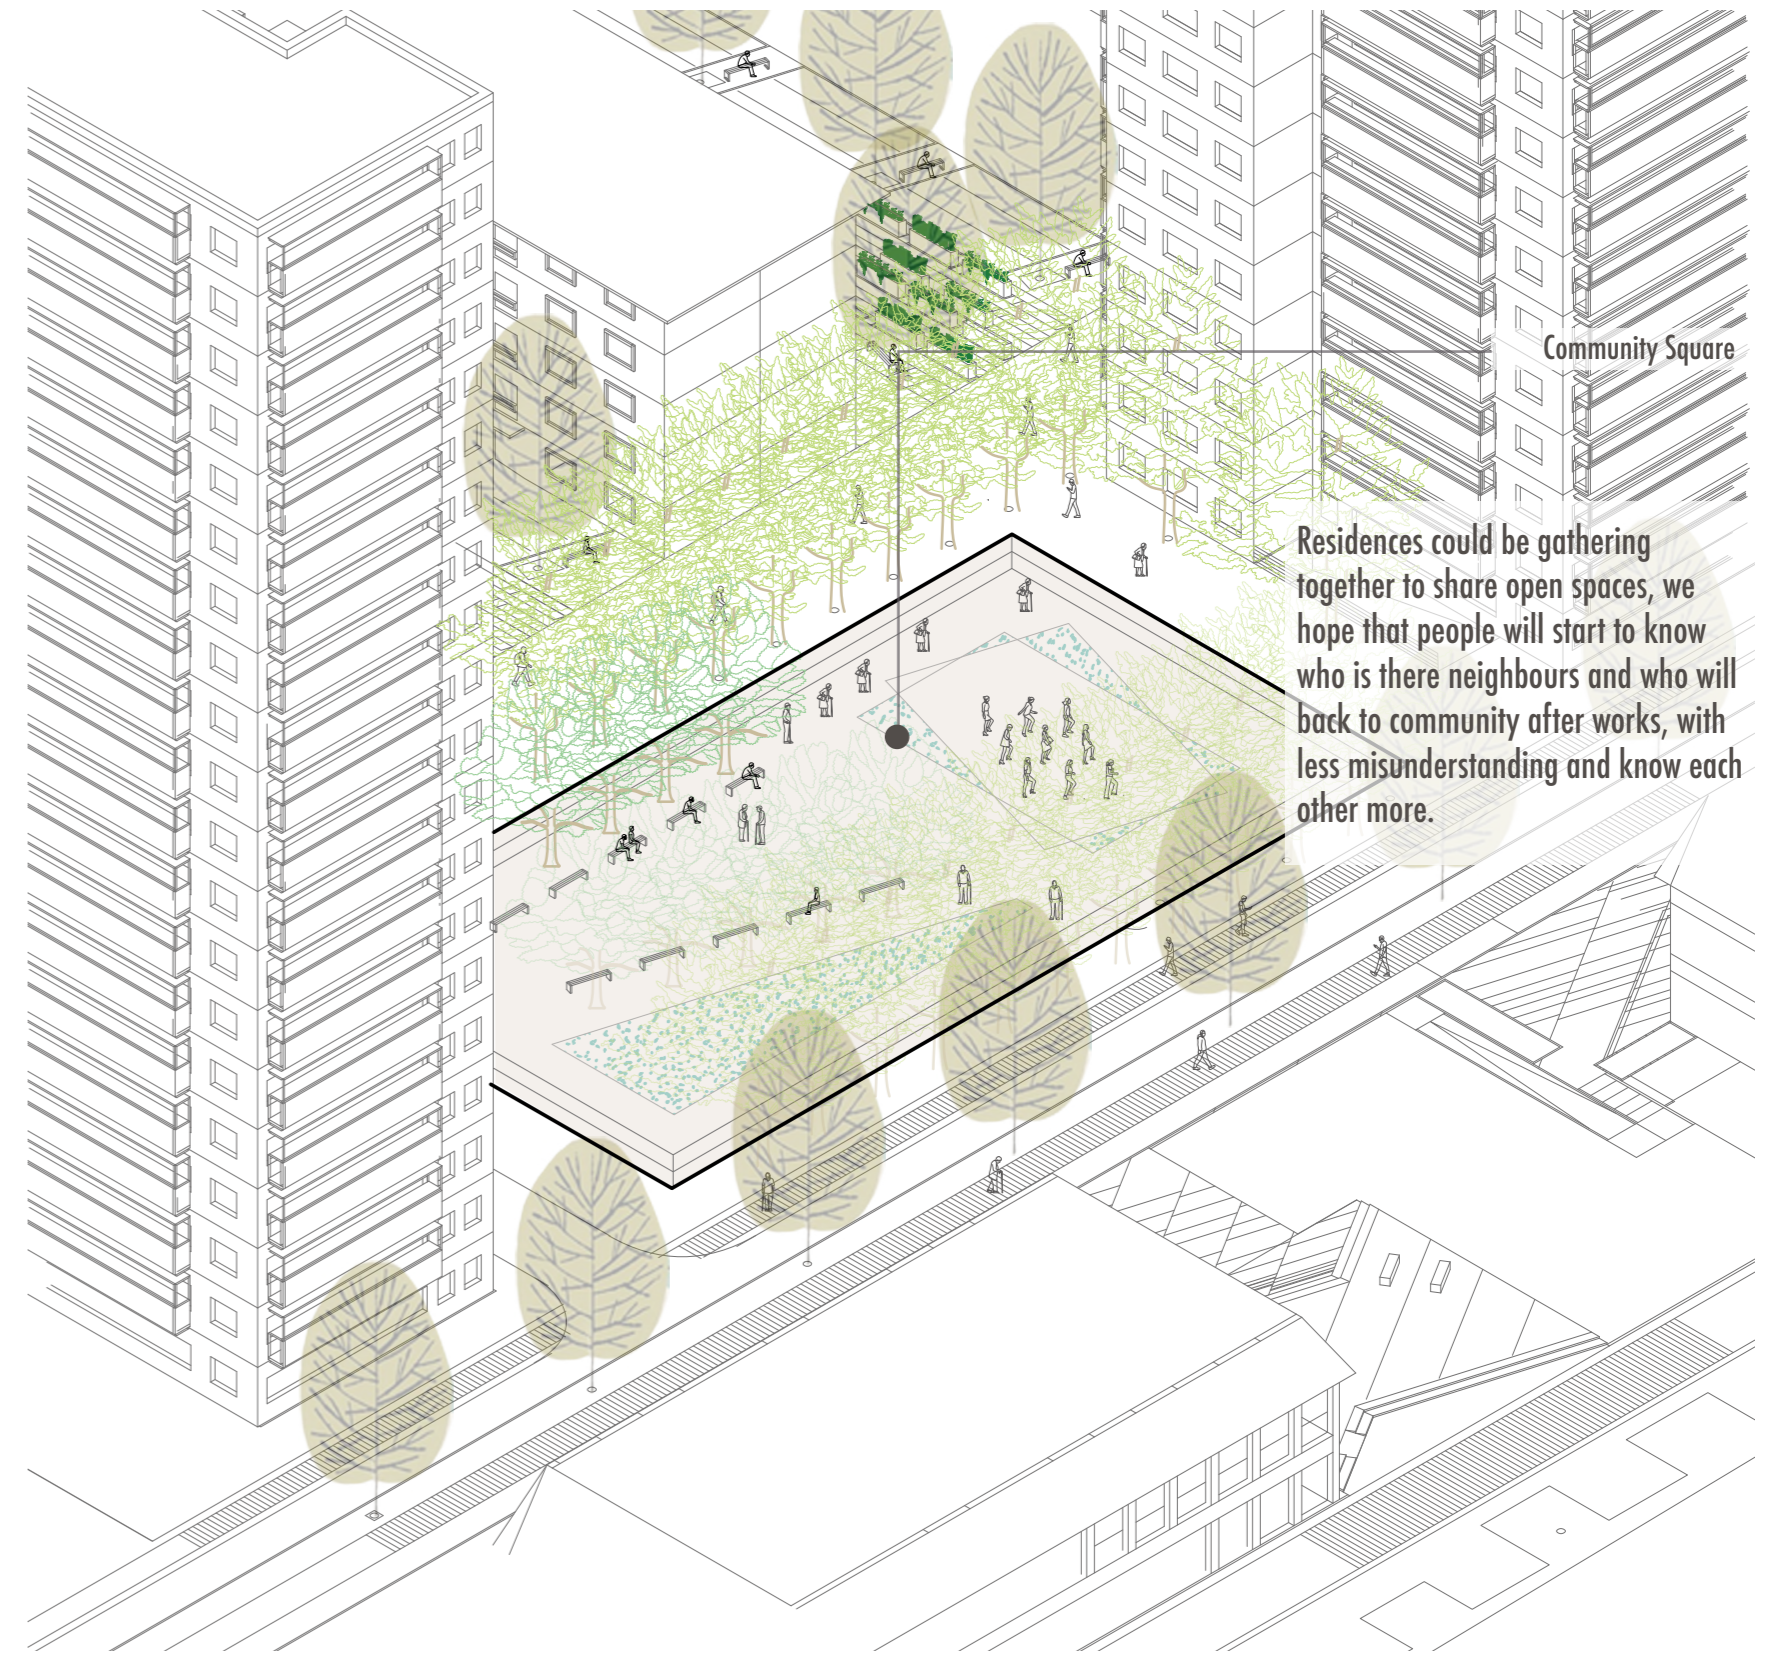 Community Square
Residences could be gathering
together to share open spaces, we
hope that people will start to know
who is there neighbours and who will
back to community after works, with
less misunderstanding and know each
other more.